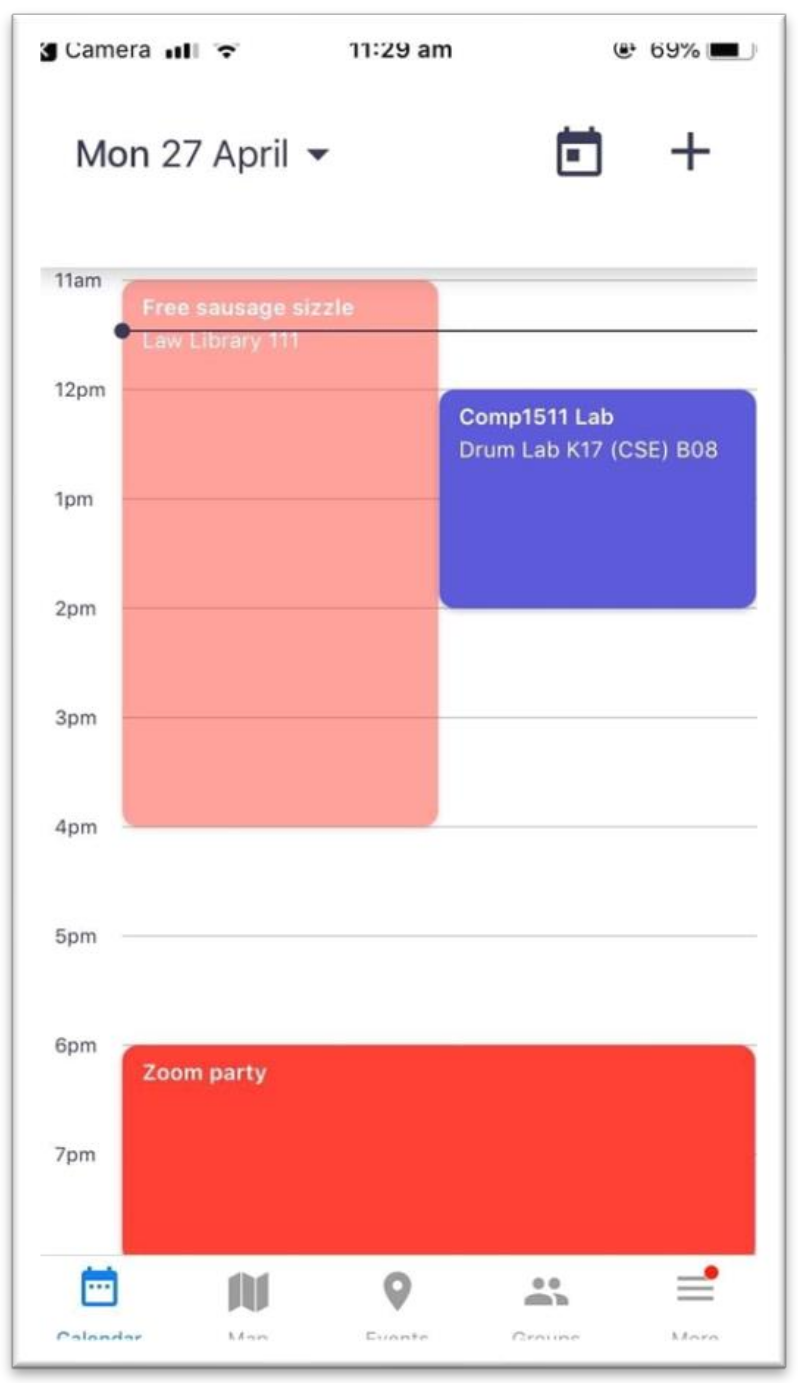 Camera 11:29 am 69%
Mon 27 April
11am
Free sausage sizzle
Law Library 111
12pm
Comp1511 Lab
Drum Lab K17 (CSE) B08
1pm
2pm
3pm
4pm
5pm
6pm
Zoom party
7pm
Calendar Map Events Groups More